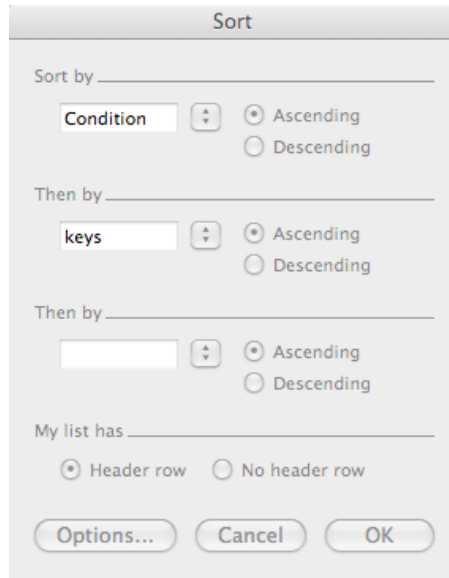 Sort
Sort by
Condition
Ascending
Descending
Then by
keys
Ascending
Descending
Then by
Ascending
Descending
My list has
Header row No header row
Options... Cancel OK